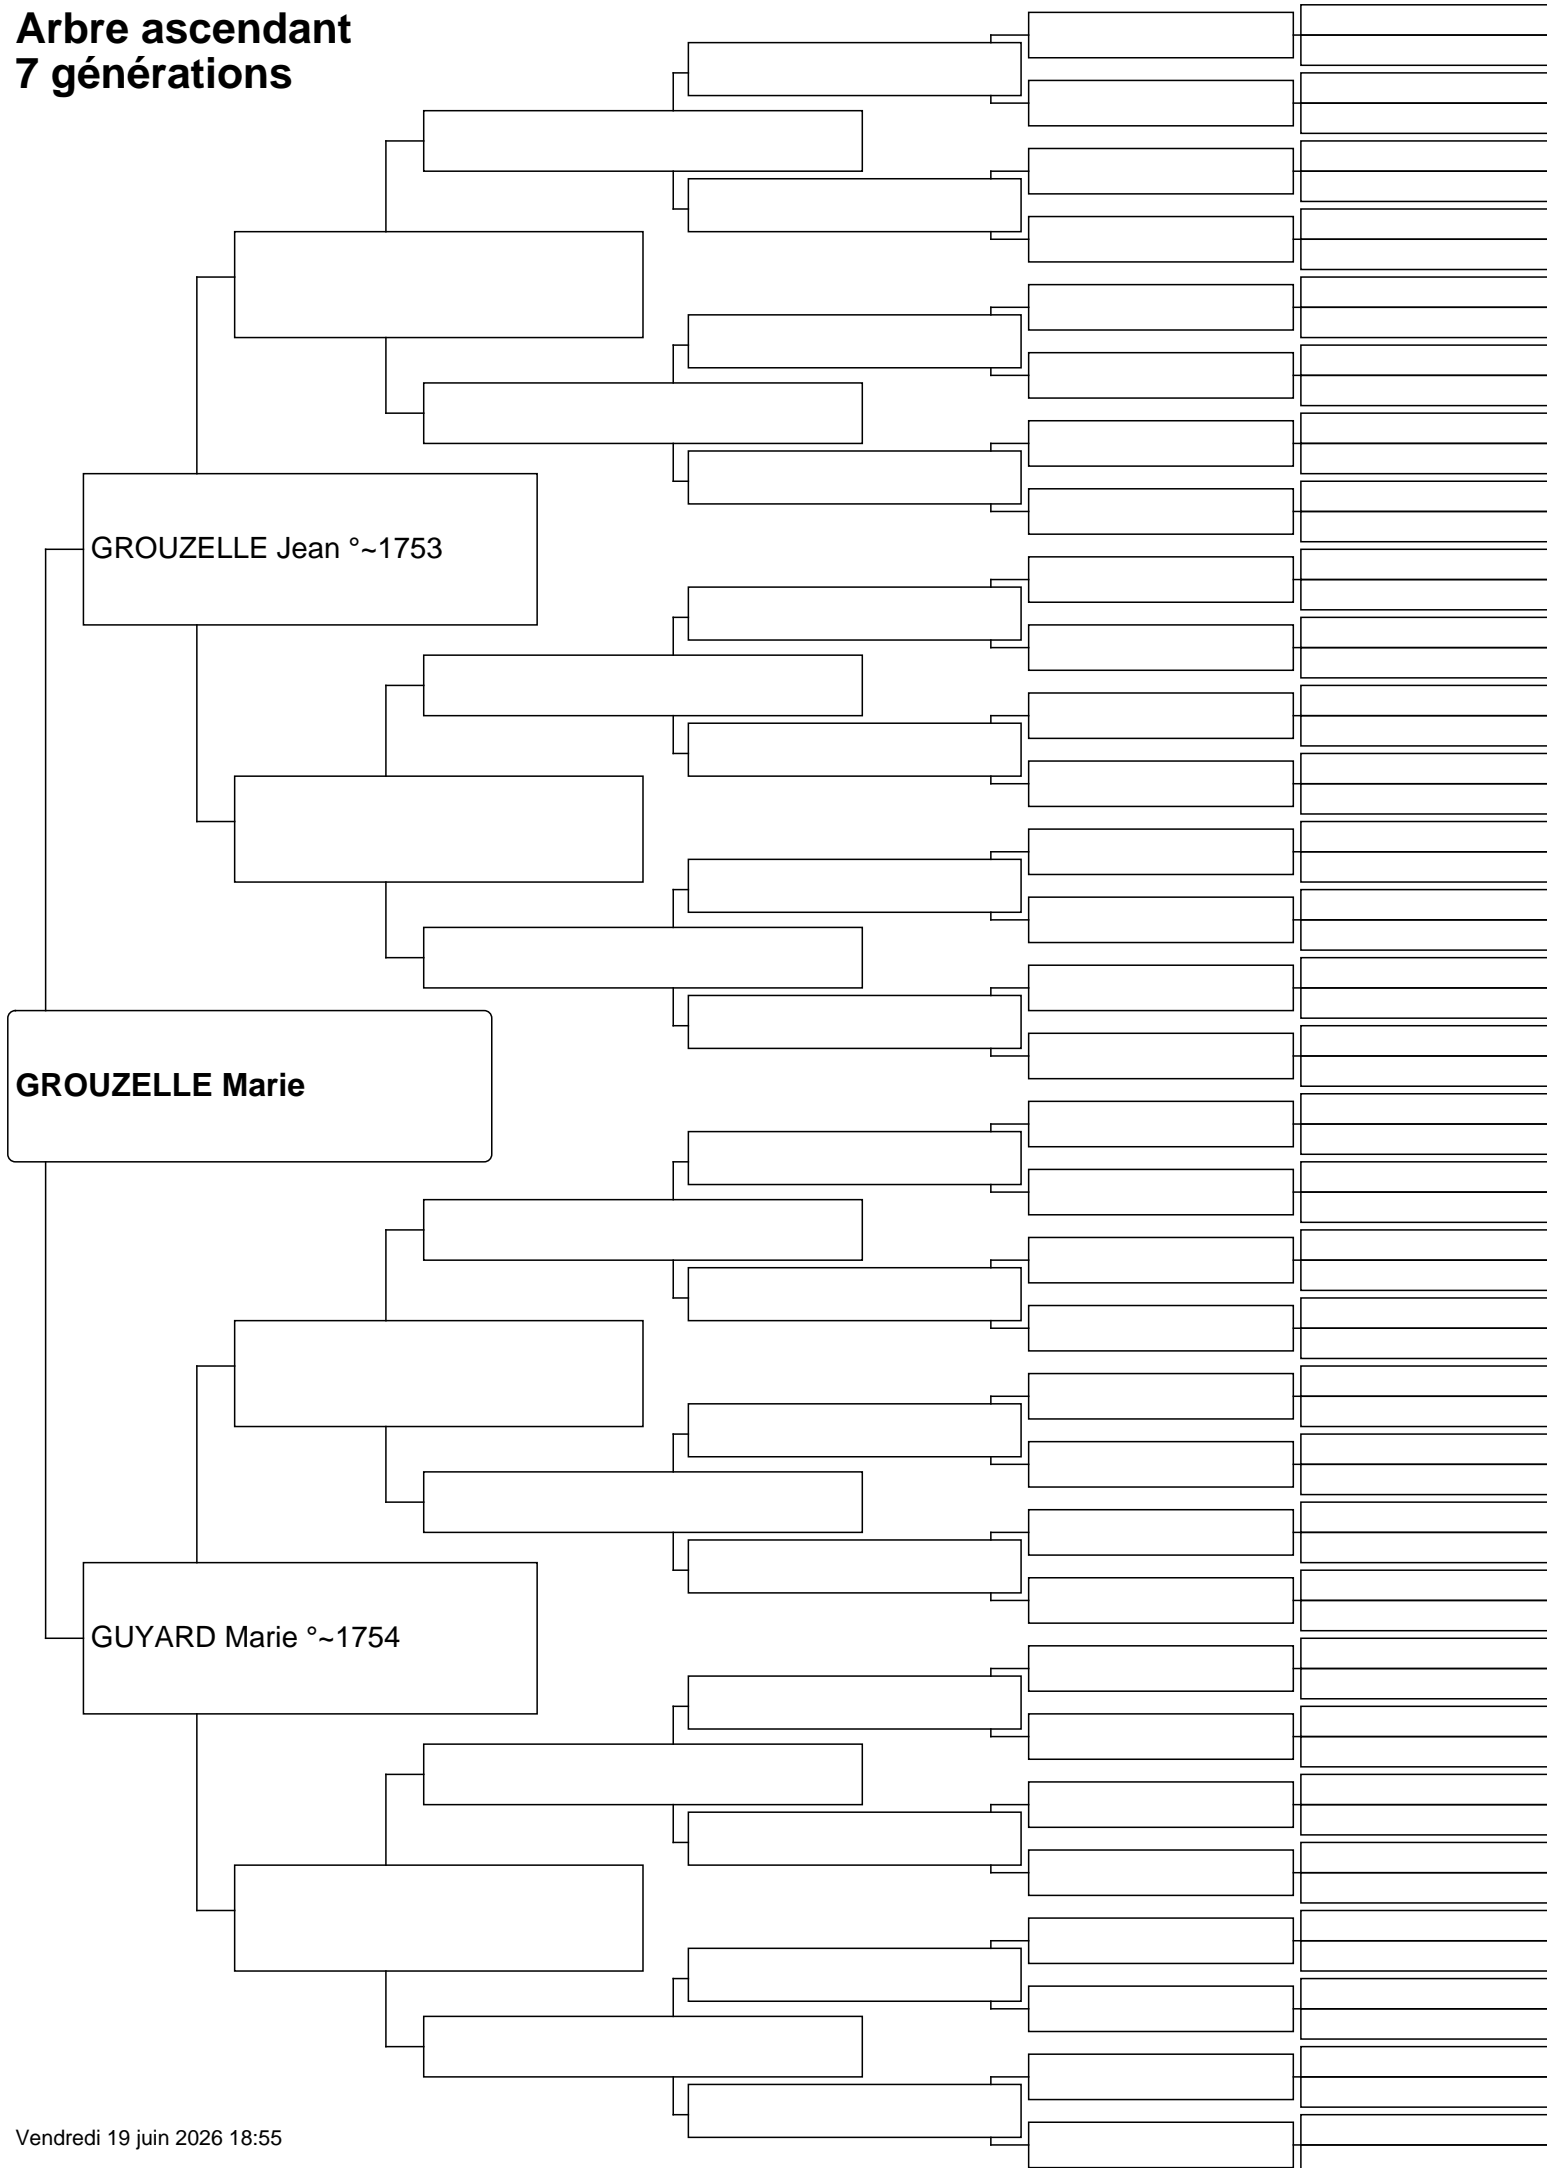 Arbre ascendant
7 générations
GROUZELLE Jean °~1753
GROUZELLE Marie
GUYARD Marie °~1754
Vendredi 19 juin 2026 18:55